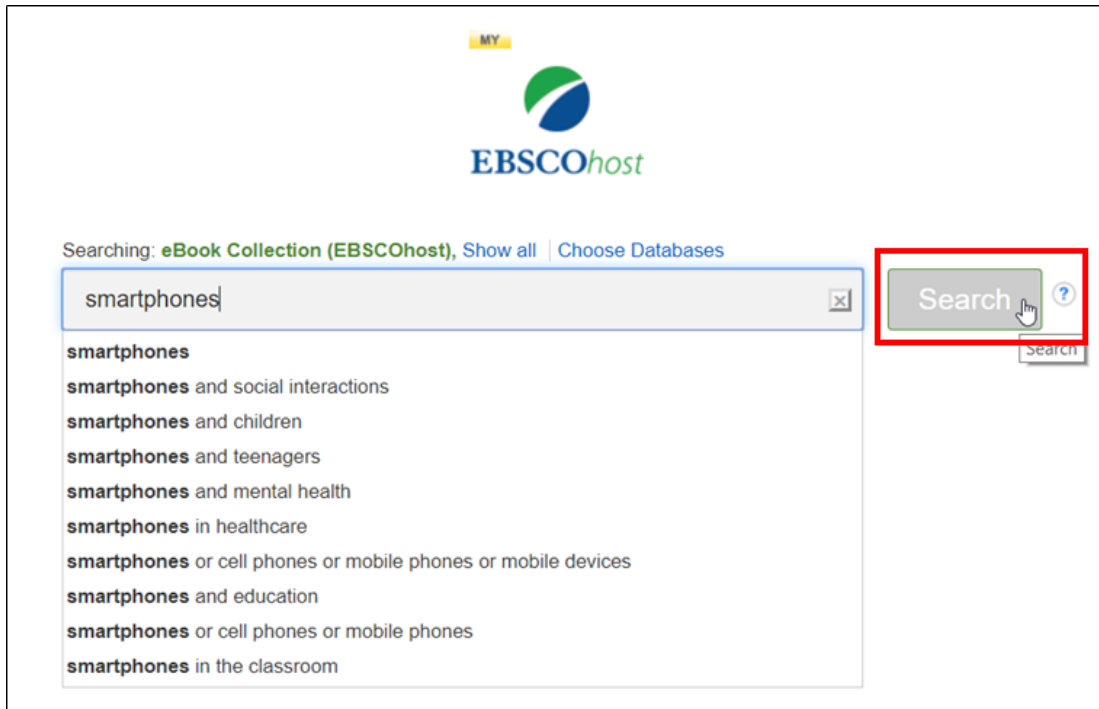 MY
EBSCOhost
Searching: eBook Collection (EBSCOhost), Show all | Choose Databases
smartphones
Search
?
Search
smartphones
smartphones and social interactions
smartphones and children
smartphones and teenagers
smartphones and mental health
smartphones in healthcare
smartphones or cell phones or mobile phones or mobile devices
smartphones and education
smartphones or cell phones or mobile phones
smartphones in the classroom